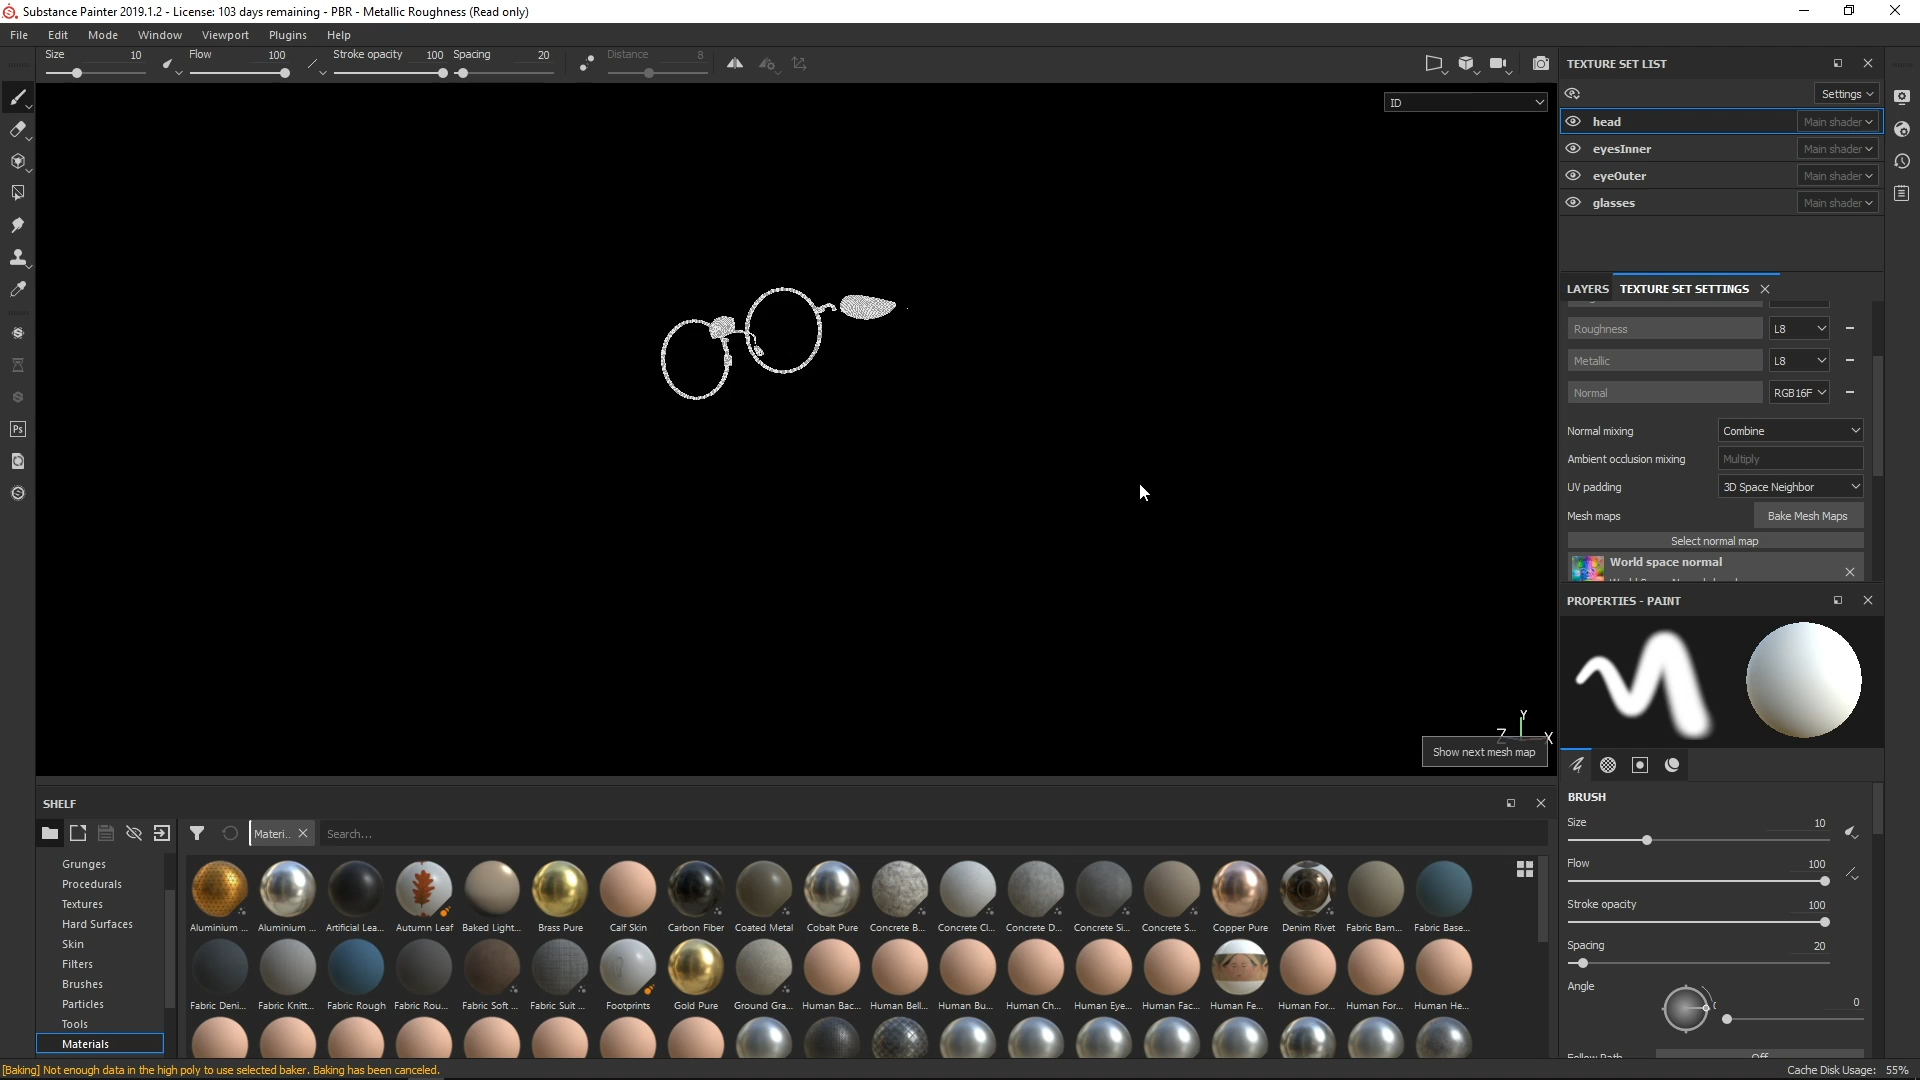 Substance Painter 2019.1.2 - License: 103 days remaining - PBR - Metallic Roughness (Read only)
File Edit Mode Window Viewport Plugins Help
Size 10 Flow 100 Stroke opacity 100 Spacing 20 Distance 8
ID
Z Y X
Show next mesh map
TEXTURE SET LIST
Settings
head Main shader
eyesInner Main shader
eyeOuter Main shader
glasses Main shader
LAYERS TEXTURE SET SETTINGS
Roughness L8
Metallic L8
Normal RGB16F
Normal mixing Combine
Ambient occlusion mixing Multiply
UV padding 3D Space Neighbor
Mesh maps Bake Mesh Maps
Select normal map
World space normal
PROPERTIES - PAINT
BRUSH
Size 10
Flow 100
Stroke opacity 100
Spacing 20
Angle 0
Follow Path Off
SHELF
Materi.. Search...
Grunges
Procedurals
Textures
Hard Surfaces
Skin
Filters
Brushes
Particles
Tools
Materials
Aluminium ... Aluminium ... Artificial Lea... Autumn Leaf Baked Light... Brass Pure Calf Skin Carbon Fiber Coated Metal Cobalt Pure Concrete B... Concrete Cl... Concrete D... Concrete Si... Concrete S... Copper Pure Denim Rivet Fabric Bam... Fabric Base...
Fabric Deni... Fabric Knitt... Fabric Rough Fabric Rou... Fabric Soft ... Fabric Suit ... Footprints Gold Pure Ground Gra... Human Bac... Human Bell... Human Bu... Human Ch... Human Eye... Human Fac... Human Fe... Human For... Human For... Human He...
Ps
[Baking] Not enough data in the high poly to use selected baker. Baking has been canceled.
Cache Disk Usage: 55%